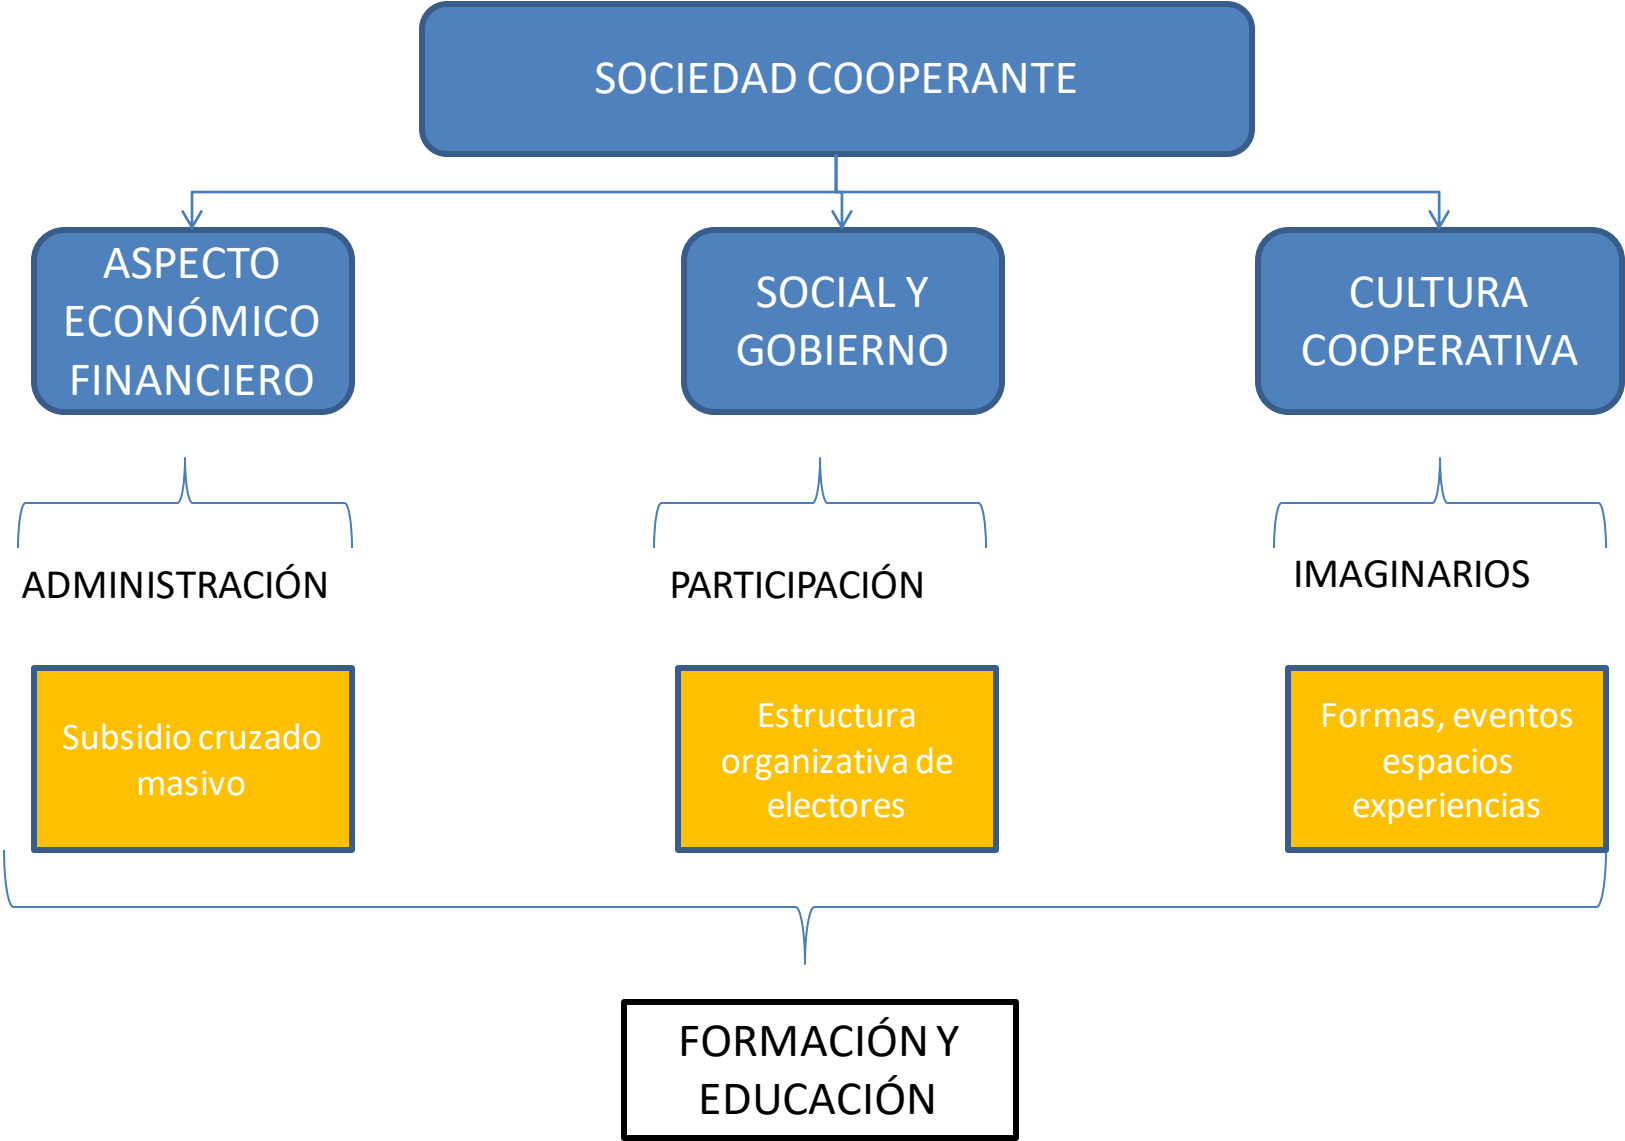 SOCIEDAD COOPERANTE
ASPECTO
ECONÓMICO
FINANCIERO
SOCIAL Y
GOBIERNO
CULTURA
COOPERATIVA
ADMINISTRACIÓN
PARTICIPACIÓN
IMAGINARIOS
Subsidio cruzado
masivo
Estructura
organizativa de
electores
Formas, eventos
espacios
experiencias
FORMACIÓN Y
EDUCACIÓN